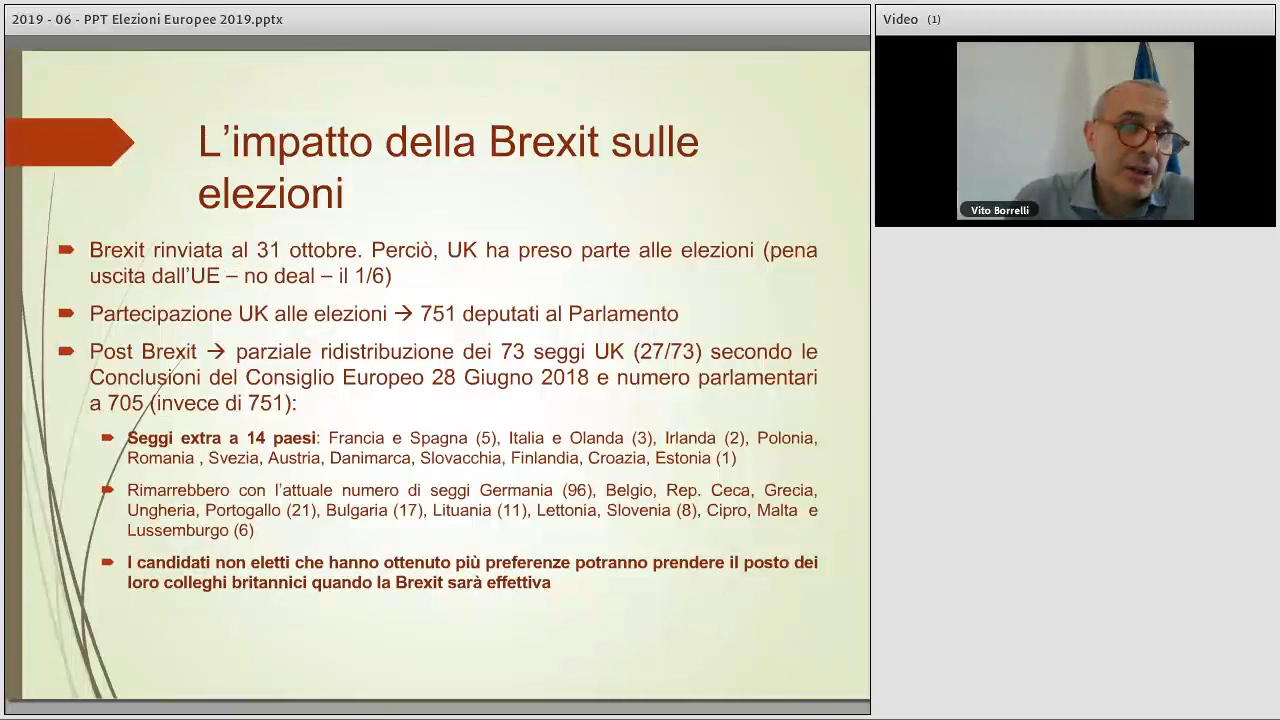 2019 - 06 - PPT Elezioni Europee 2019.pptx
Video (1)
Vito Borrelli
L’impatto della Brexit sulle
elezioni
Brexit rinviata al 31 ottobre. Perciò, UK ha preso parte alle elezioni (pena
uscita dall’UE – no deal – il 1/6)
Partecipazione UK alle elezioni → 751 deputati al Parlamento
Post Brexit → parziale ridistribuzione dei 73 seggi UK (27/73) secondo le
Conclusioni del Consiglio Europeo 28 Giugno 2018 e numero parlamentari
a 705 (invece di 751):
Seggi extra a 14 paesi: Francia e Spagna (5), Italia e Olanda (3), Irlanda (2), Polonia,
Romania , Svezia, Austria, Danimarca, Slovacchia, Finlandia, Croazia, Estonia (1)
Rimarrebbero con l’attuale numero di seggi Germania (96), Belgio, Rep. Ceca, Grecia,
Ungheria, Portogallo (21), Bulgaria (17), Lituania (11), Lettonia, Slovenia (8), Cipro, Malta e
Lussemburgo (6)
I candidati non eletti che hanno ottenuto più preferenze potranno prendere il posto dei
loro colleghi britannici quando la Brexit sarà effettiva